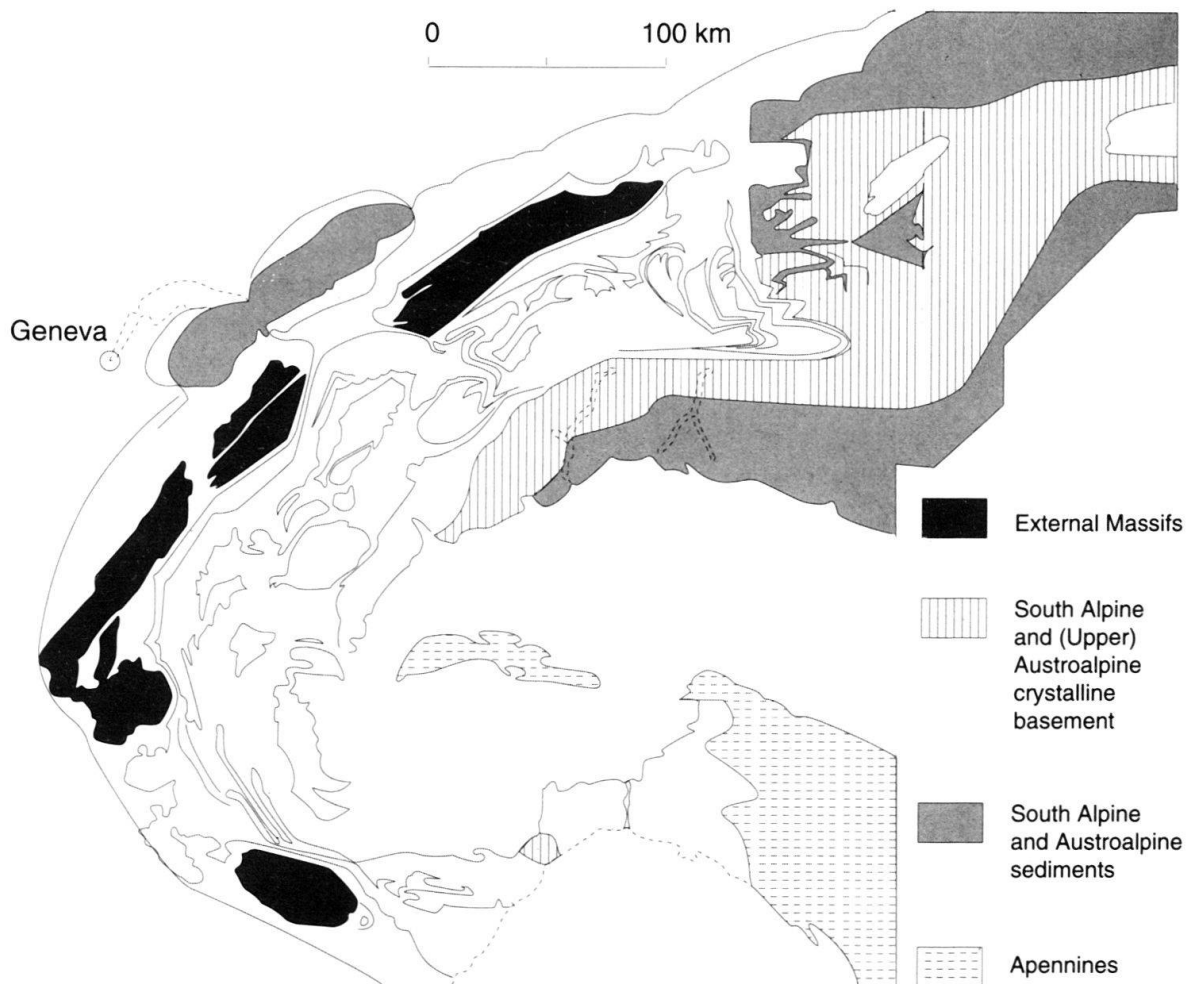 0 100 km
Geneva
External Massifs
South Alpine
and (Upper)
Austroalpine
crystalline
basement
South Alpine
and Austroalpine
sediments
Apennines